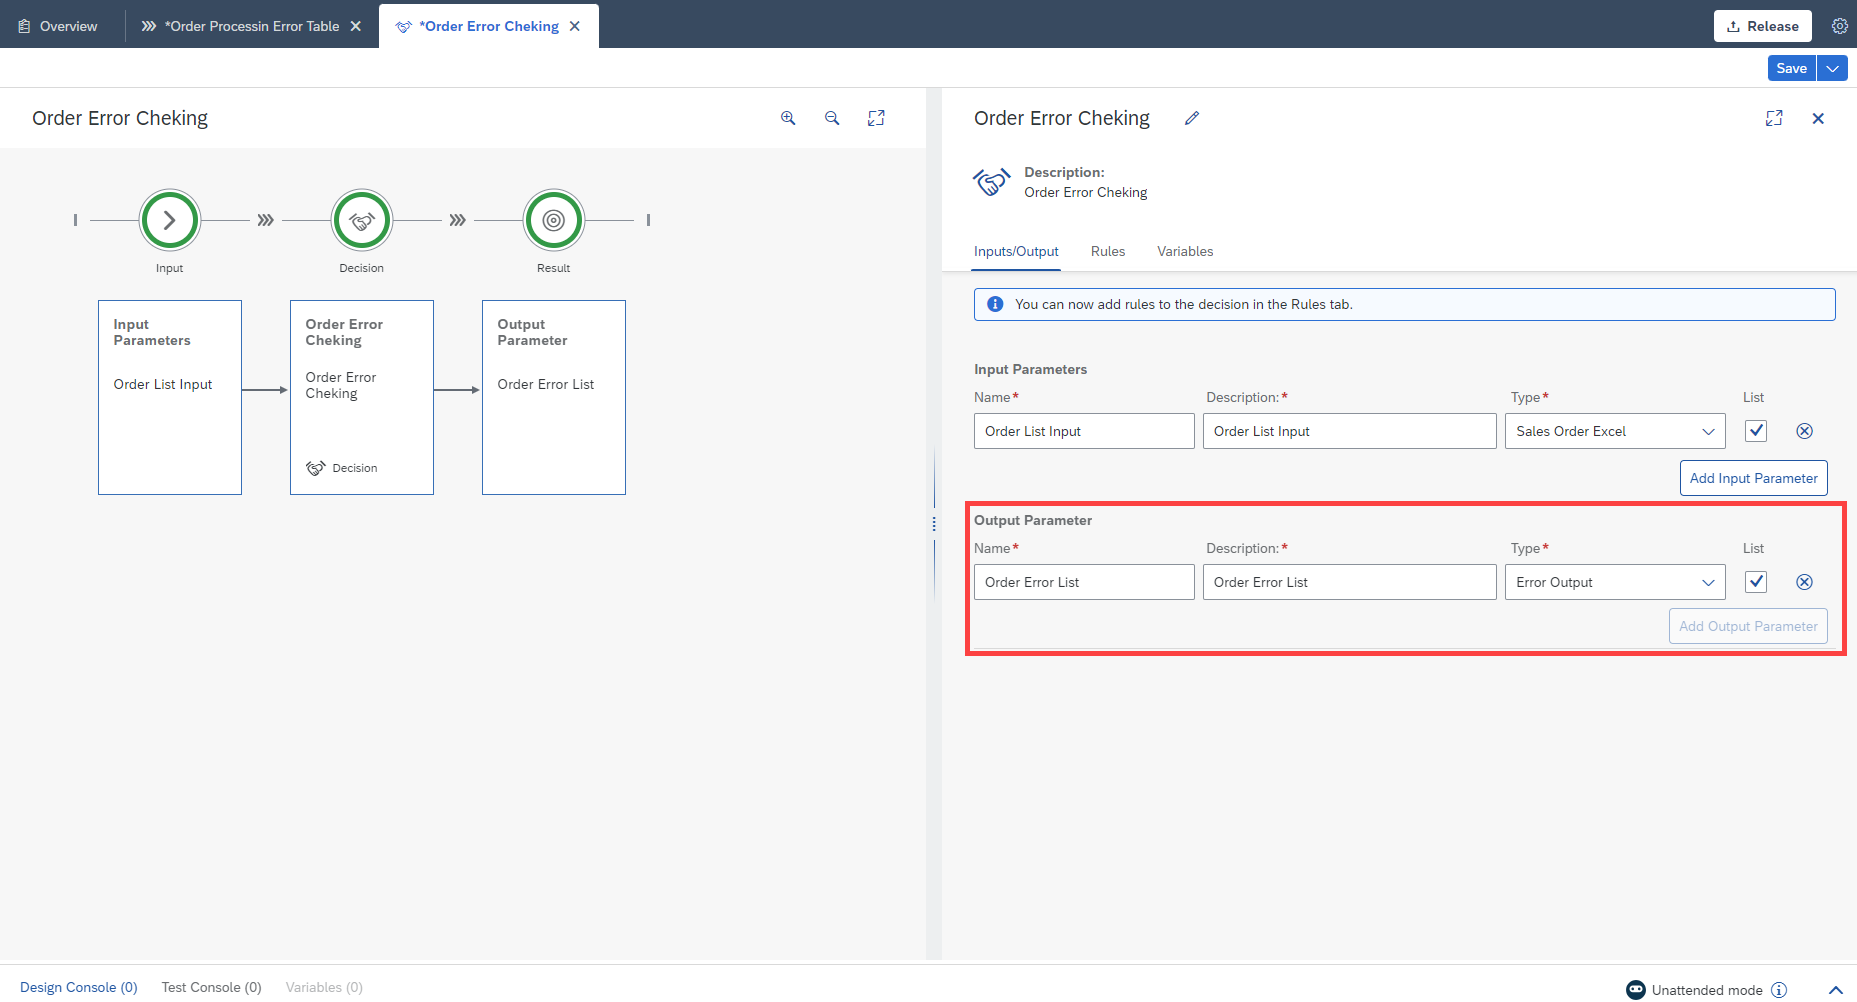 Overview
*Order Processin Error Table
*Order Error Cheking
Release
Save
Order Error Cheking
Input
Decision
Result
Input
Parameters
Order List Input
Order Error
Cheking
Order Error
Cheking
Decision
Output
Parameter
Order Error List
Order Error Cheking
Description:
Order Error Cheking
Inputs/Output Rules Variables
You can now add rules to the decision in the Rules tab.
Input Parameters
Name* Description:* Type* List
Order List Input Order List Input Sales Order Excel
Add Input Parameter
Output Parameter
Name* Description:* Type* List
Order Error List Order Error List Error Output
Add Output Parameter
Design Console (0) Test Console (0) Variables (0)
Unattended mode